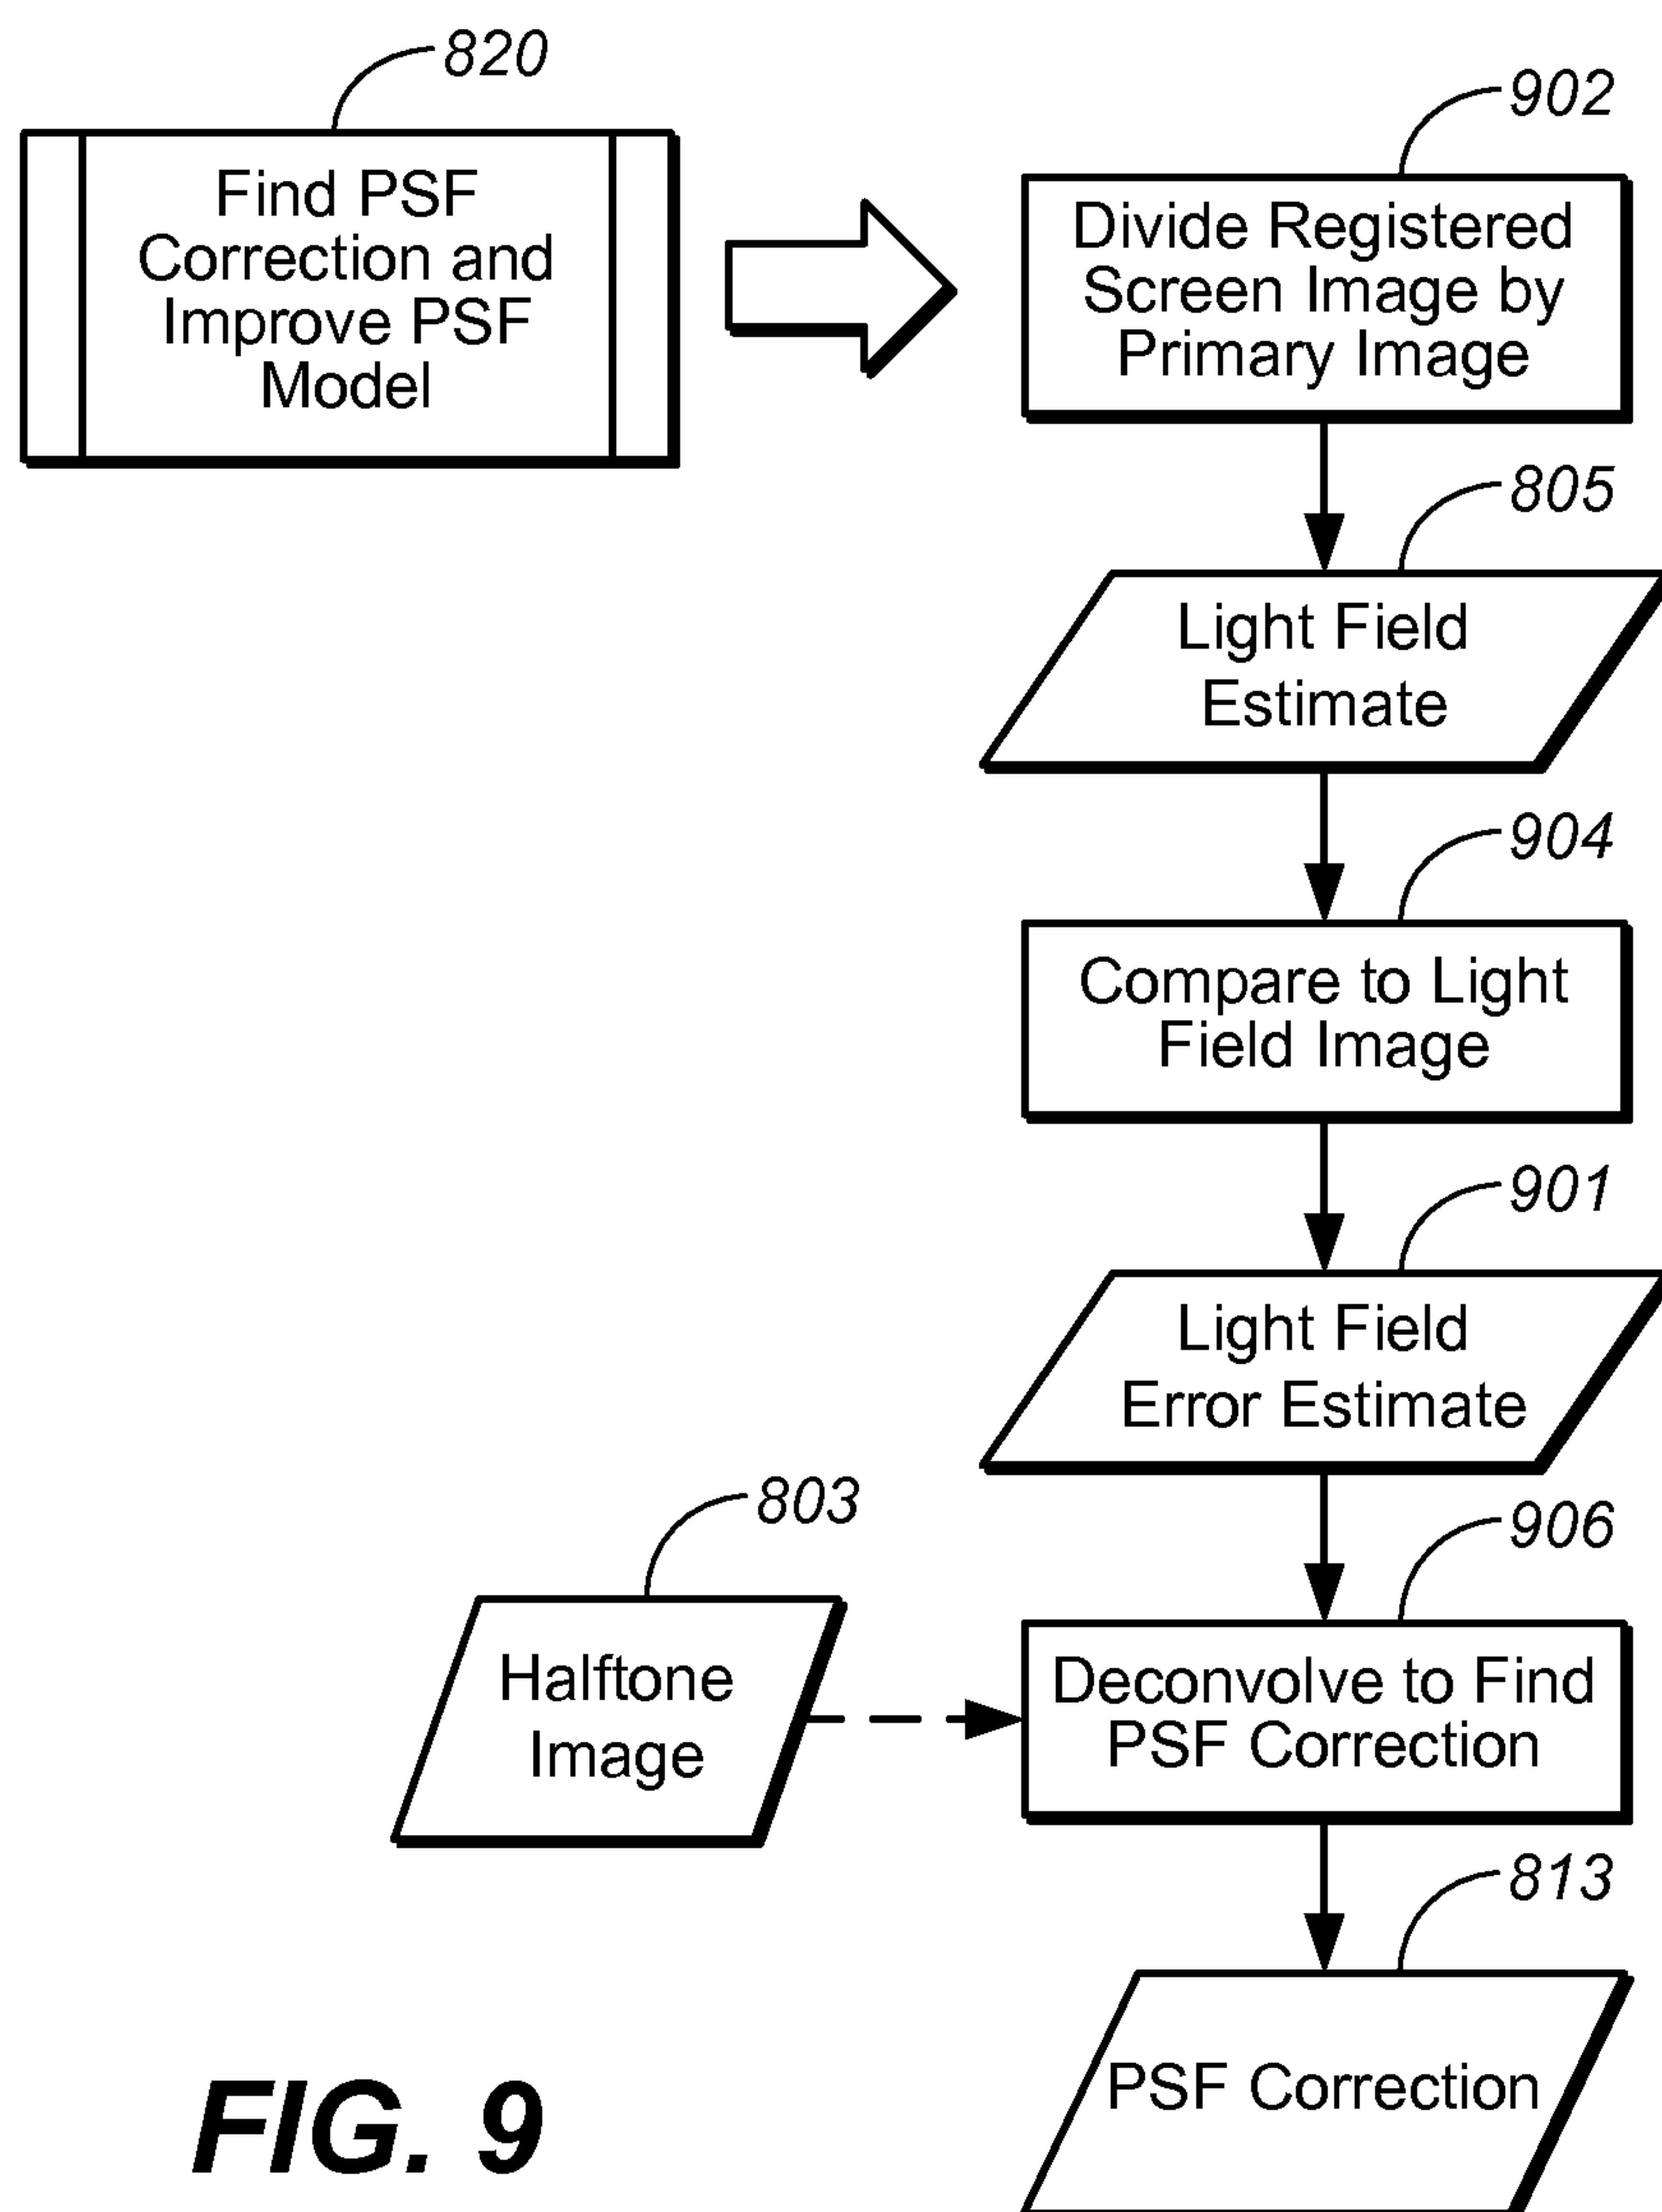 820
Find PSF
Correction and
Improve PSF
Model
902
Divide Registered
Screen Image by
Primary Image
805
Light Field
Estimate
904
Compare to Light
Field Image
901
Light Field
Error Estimate
803
Halftone
Image
906
Deconvolve to Find
PSF Correction
813
PSF Correction
FIG. 9